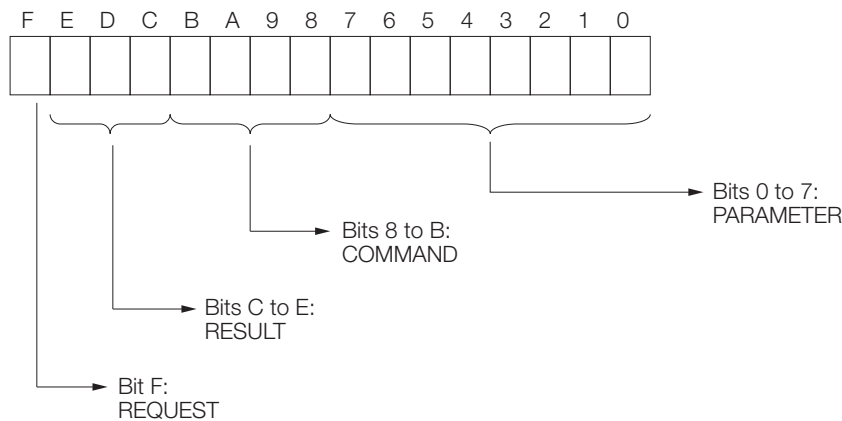 F E D C B A 9 8 7 6 5 4 3 2 1 0
Bits 0 to 7:
PARAMETER
Bits 8 to B:
COMMAND
Bits C to E:
RESULT
Bit F:
REQUEST